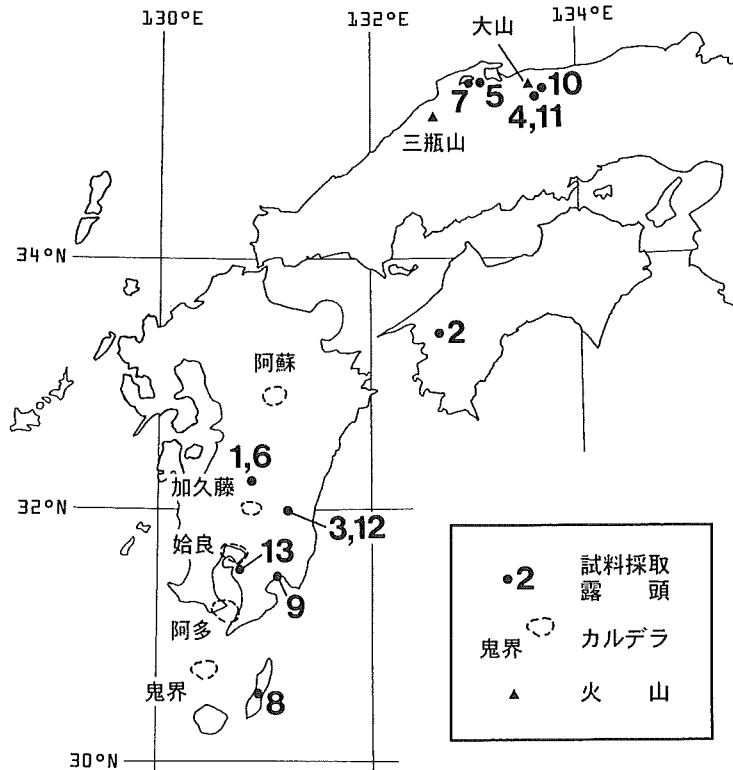 130°E
132°E
134°E
大山
7
5
10
4,11
三瓶山
34°N
2
阿蘇
1,6
加久藤
32°N
3,12
姶良
13
9
阿多
鬼界
8
30°N
2
試料採取
露頭
鬼界
カルデラ
火山